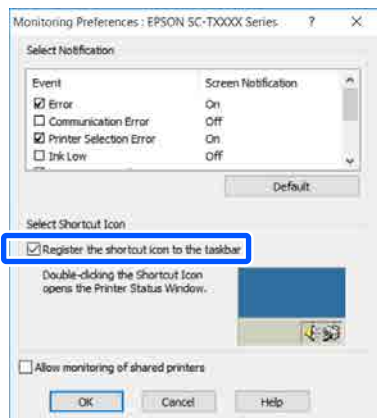 Monitoring Preferences : EPSON SC-TXXXX Series ? ×
Select Notification
Event Screen Notification
Error On
Communication Error Off
Printer Selection Error On
Ink Low Off
Default
Select Shortcut Icon
Register the shortcut icon to the taskbar
Double-clicking the Shortcut Icon
opens the Printer Status Window.
Allow monitoring of shared printers
OK Cancel Help